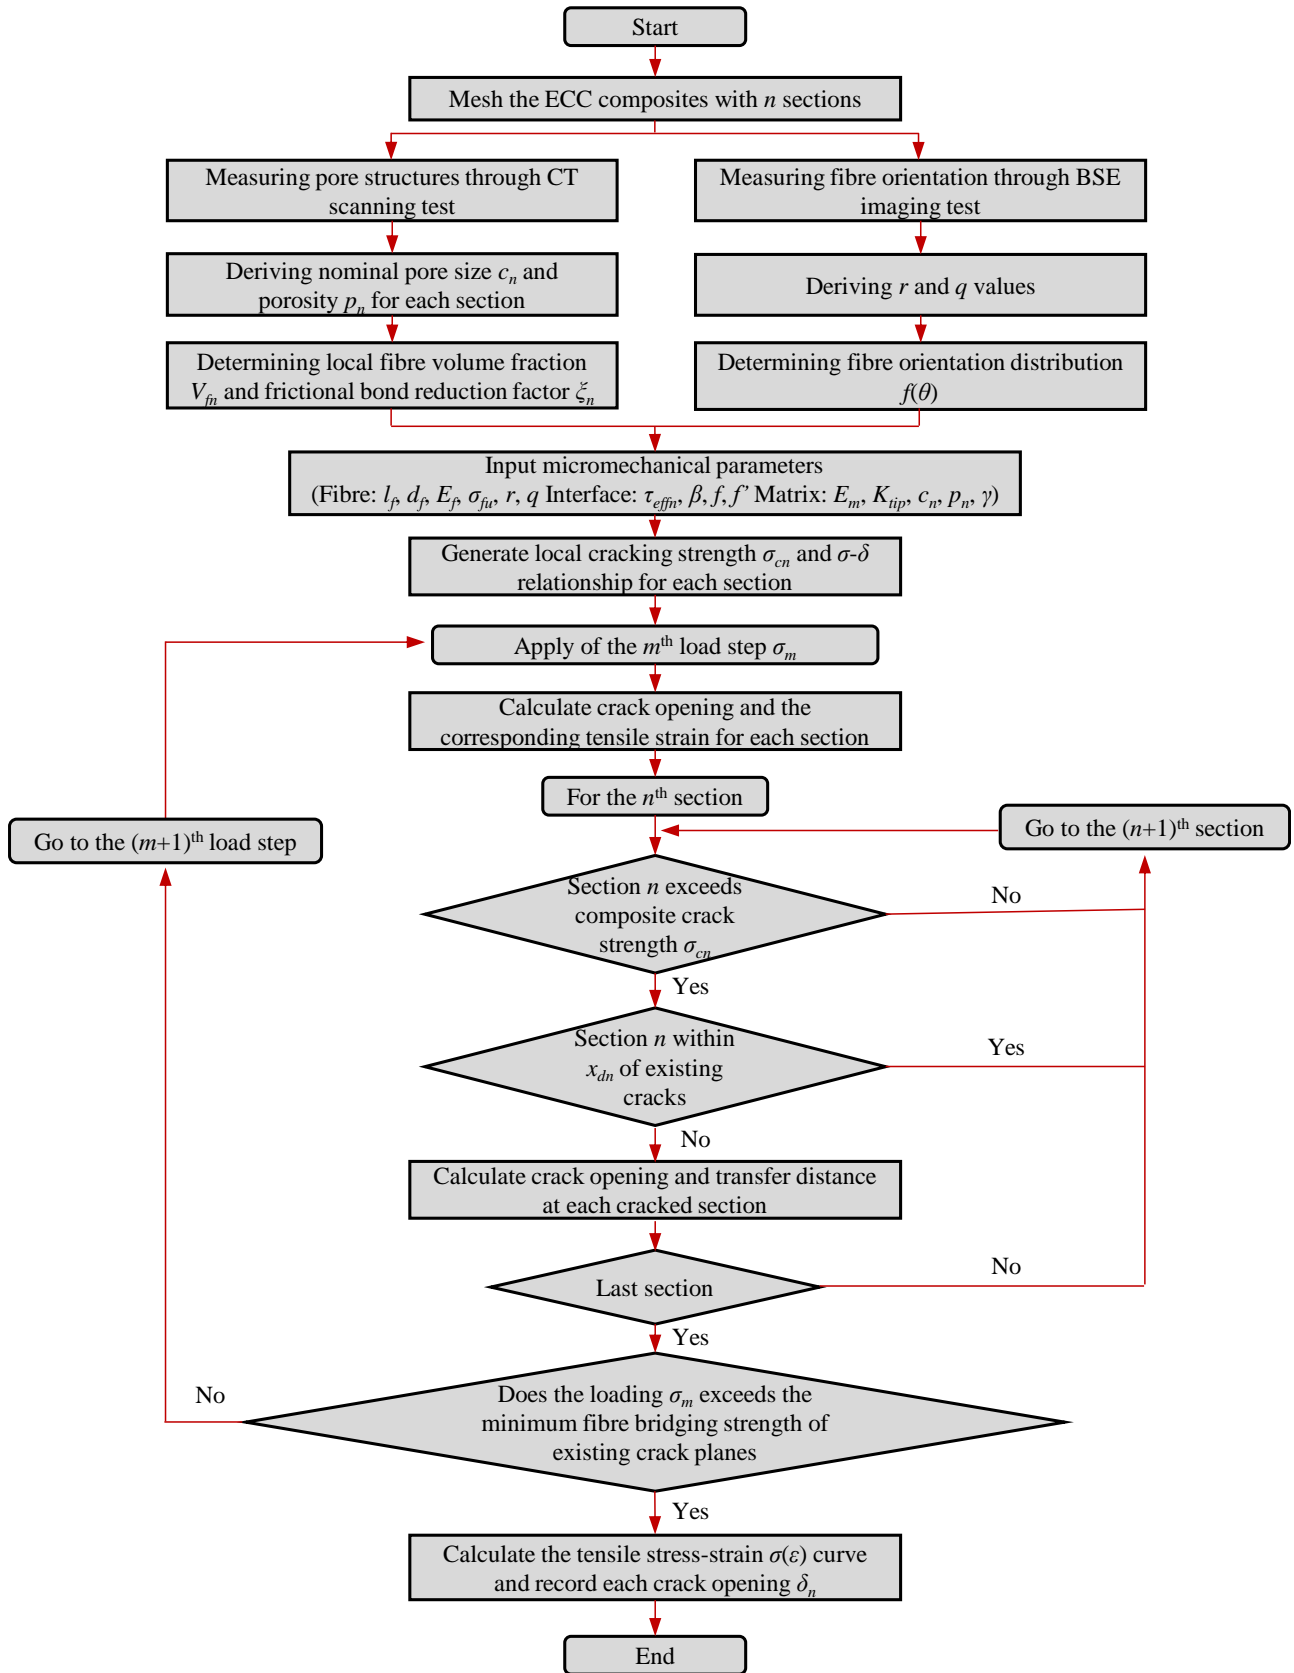 Start
Mesh the ECC composites with n sections
Measuring pore structures through CT
scanning test
Measuring fibre orientation through BSE
imaging test
Deriving nominal pore size cn and
porosity pn for each section
Deriving r and q values
Determining local fibre volume fraction
Vfn and frictional bond reduction factor ξn
Determining fibre orientation distribution
f(θ)
Input micromechanical parameters
(Fibre: lf, df, Ef, σfu, r, q Interface: τeffn, β, f, f’ Matrix: Em, Ktip, cn, pn, γ)
Generate local cracking strength σcn and σ-δ
relationship for each section
Apply of the mth load step σm
Calculate crack opening and the
corresponding tensile strain for each section
For the nth section
Go to the (m+1)th load step
Go to the (n+1)th section
Section n exceeds
composite crack
strength σcn
No
Yes
Section n within
xdn of existing
cracks
Yes
No
Calculate crack opening and transfer distance
at each cracked section
Last section
No
Yes
Does the loading σm exceeds the
minimum fibre bridging strength of
existing crack planes
No
Yes
Calculate the tensile stress-strain σ(ε) curve
and record each crack opening δn
End